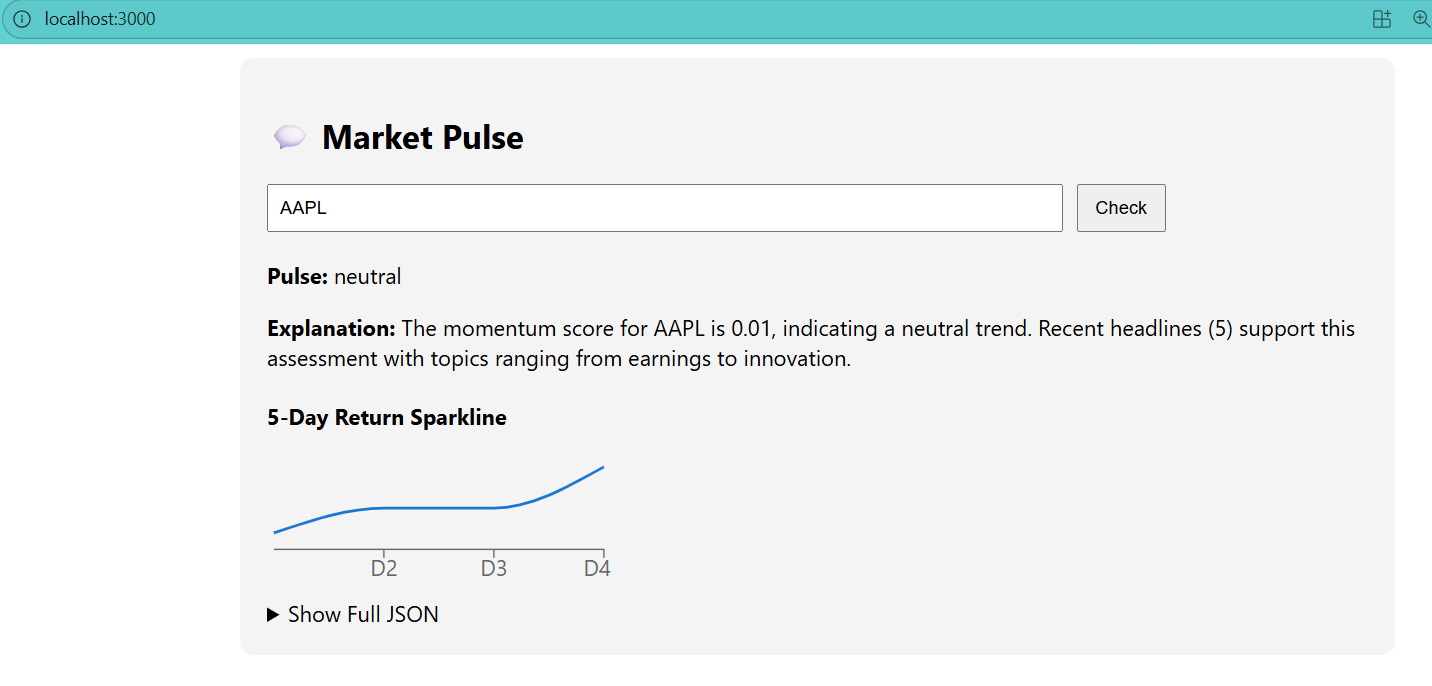 localhost:3000
Market Pulse
AAPL
Check
Pulse: neutral
Explanation: The momentum score for AAPL is 0.01, indicating a neutral trend. Recent headlines (5) support this
assessment with topics ranging from earnings to innovation.
5-Day Return Sparkline
D2 D3 D4
Show Full JSON